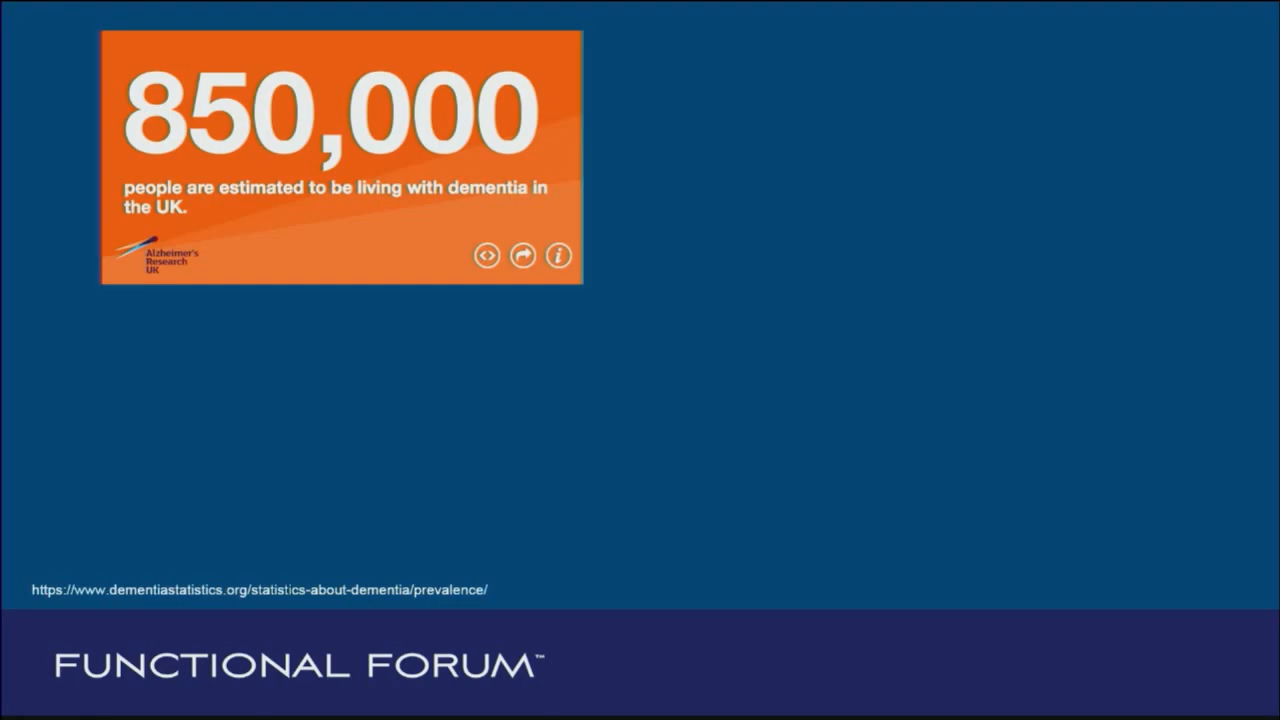 850,000
people are estimated to be living with dementia in
the UK.
Alzheimer's
Research
UK
https://www.dementiastatistics.org/statistics-about-dementia/prevalence/
FUNCTIONAL FORUM™